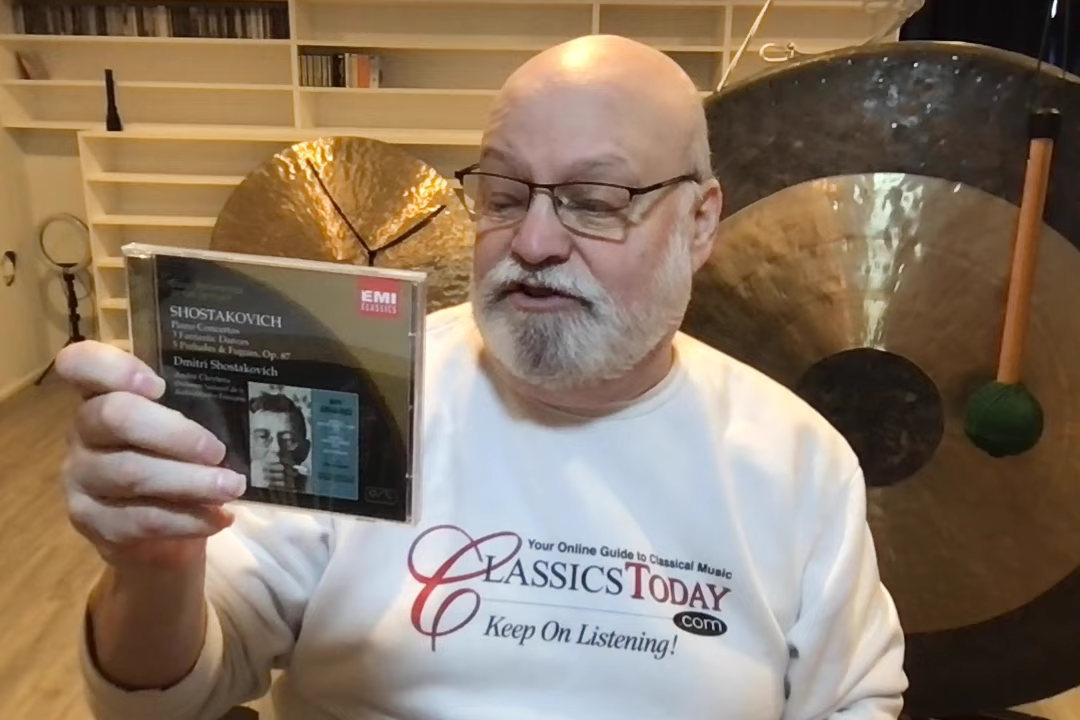 EMI
CLASSICS
SHOSTAKOVICH
Piano Concertos
3 Fantastic Dances
5 Preludes & Fugues, Op. 87
Dmitri Shostakovich
Your Online Guide to Classical Music
CLASSICSTODAY
.com
Keep On Listening!